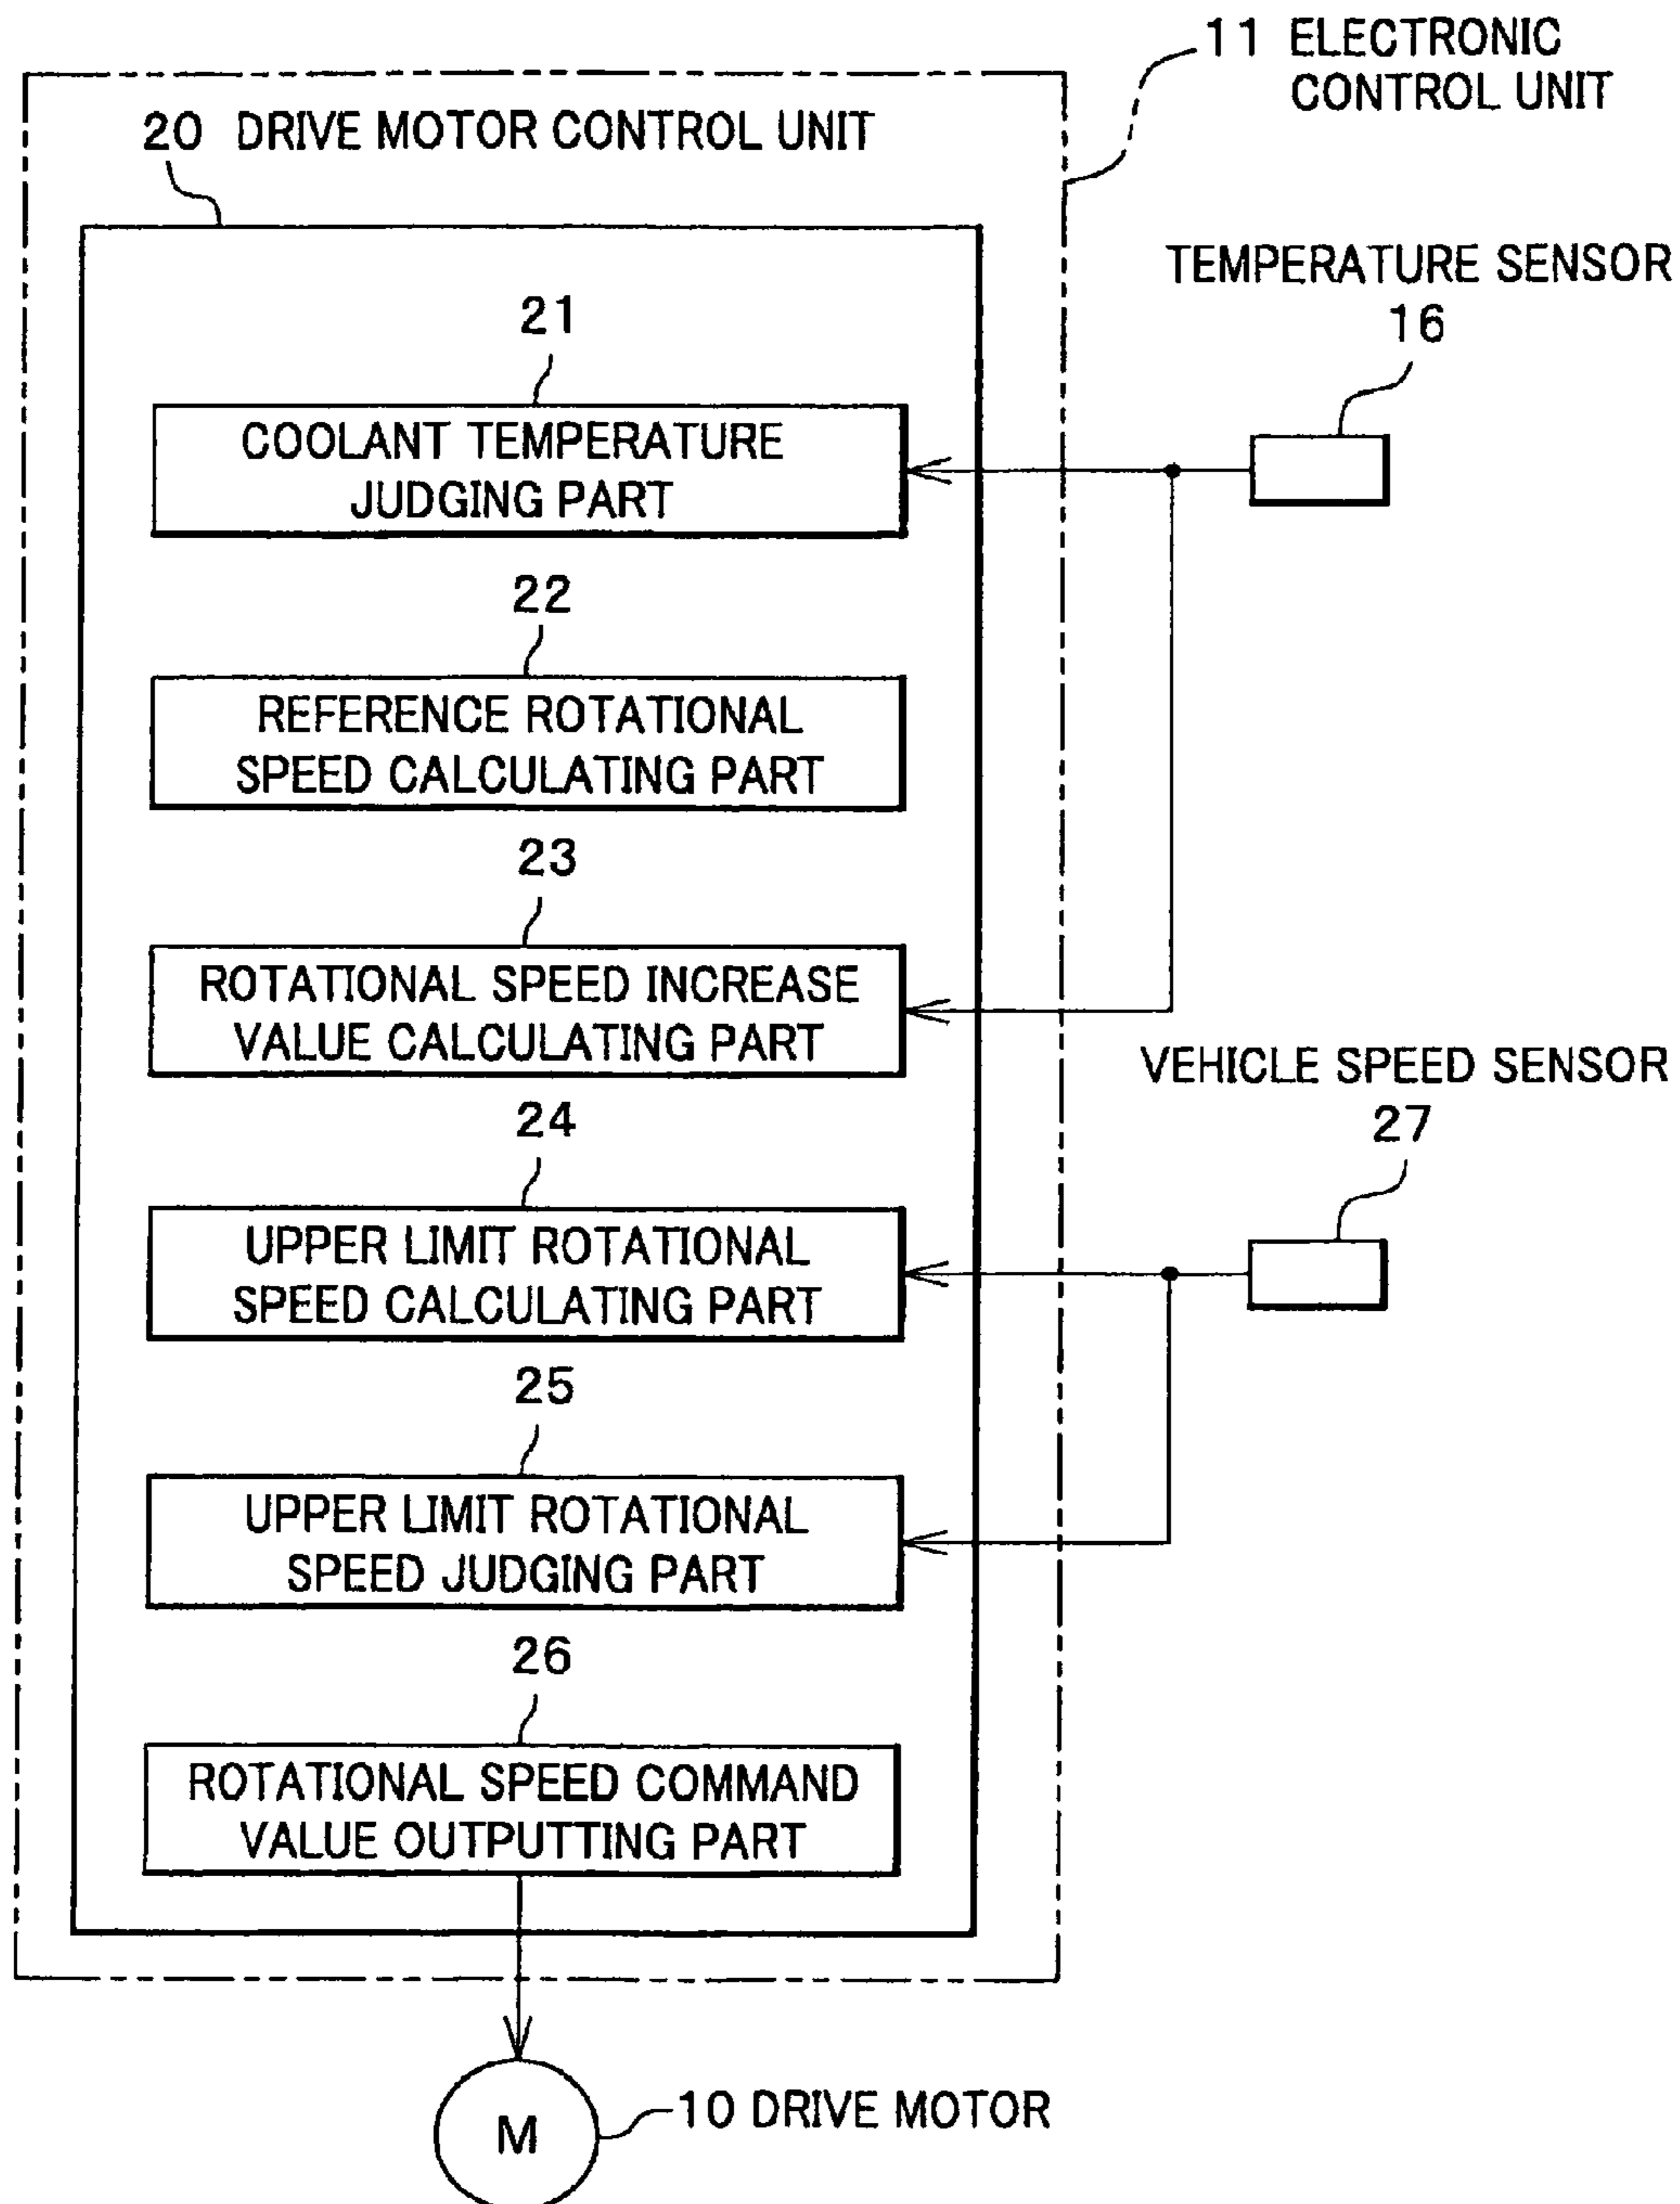 11 ELECTRONIC
CONTROL UNIT
20 DRIVE MOTOR CONTROL UNIT
TEMPERATURE SENSOR
16
21
COOLANT TEMPERATURE
JUDGING PART
22
REFERENCE ROTATIONAL
SPEED CALCULATING PART
23
ROTATIONAL SPEED INCREASE
VALUE CALCULATING PART
VEHICLE SPEED SENSOR
27
24
UPPER LIMIT ROTATIONAL
SPEED CALCULATING PART
25
UPPER LIMIT ROTATIONAL
SPEED JUDGING PART
26
ROTATIONAL SPEED COMMAND
VALUE OUTPUTTING PART
M
10 DRIVE MOTOR